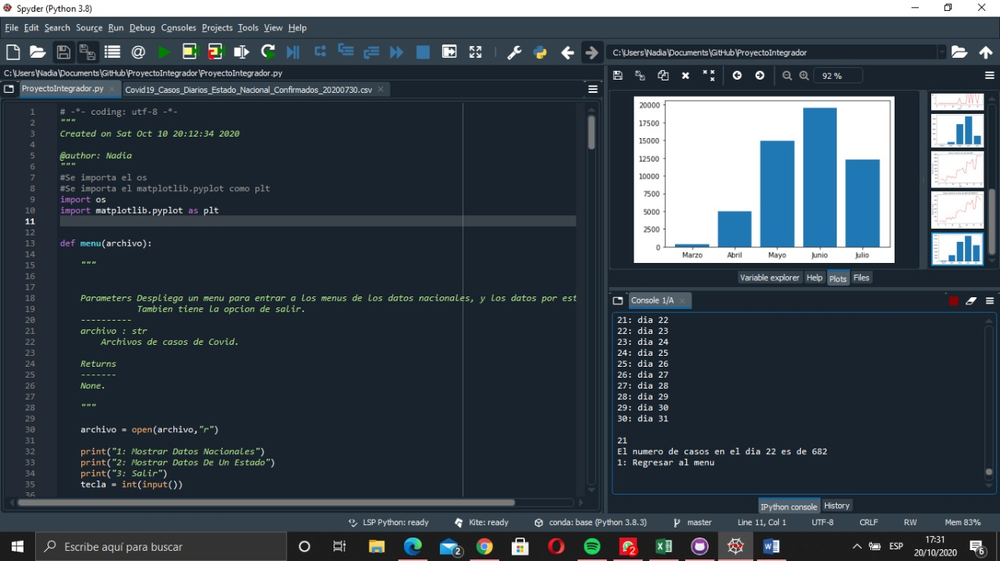 Spyder (Python 3.8)
File Edit Search Source Run Debug Consoles Projects Tools View Help
C:\Users\Nadia\Documents\GitHub\ProyectoIntegrador
C:\Users\Nadia\Documents\GitHub\ProyectoIntegrador\ProyectoIntegrador.py
ProyectoIntegrador.py
Covid19_Casos_Diarios_Estado_Nacional_Confirmados_20200730.csv
1 # -*- coding: utf-8 -*-
2 """
3 Created on Sat Oct 10 20:12:34 2020
4
5 @author: Nadia
6 """
7 #Se importa el os
8 #Se importa el matplotlib.pyplot como plt
9 import os
10 import matplotlib.pyplot as plt
11
12
13 def menu(archivo):
14
15 """
16
17
18 Parameters Despliega un menu para entrar a los menus de los datos nacionales, y los datos por est
19 Tambien tiene la opcion de salir.
20 ----------
21 archivo : str
22 Archivos de casos de Covid.
23
24 Returns
25 -------
26 None.
27
28 """
29
30 archivo = open(archivo,"r")
31
32 print("1: Mostrar Datos Nacionales")
33 print("2: Mostrar Datos De Un Estado")
34 print("3: Salir")
35 tecla = int(input())
36
92 %
20000
17500
15000
12500
10000
7500
5000
2500
0
Marzo Abril Mayo Junio Julio
Variable explorer Help Plots Files
Console 1/A
21: dia 22
22: dia 23
23: dia 24
24: dia 25
25: dia 26
26: dia 27
27: dia 28
28: dia 29
29: dia 30
30: dia 31
21
El numero de casos en el dia 22 es de 682
1: Regresar al menu
IPython console History
LSP Python: ready Kite: ready conda: base (Python 3.8.3) master Line 11, Col 1 UTF-8 CRLF RW Mem 83%
Escribe aquí para buscar
2
2
ESP
17:31
20/10/2020
6